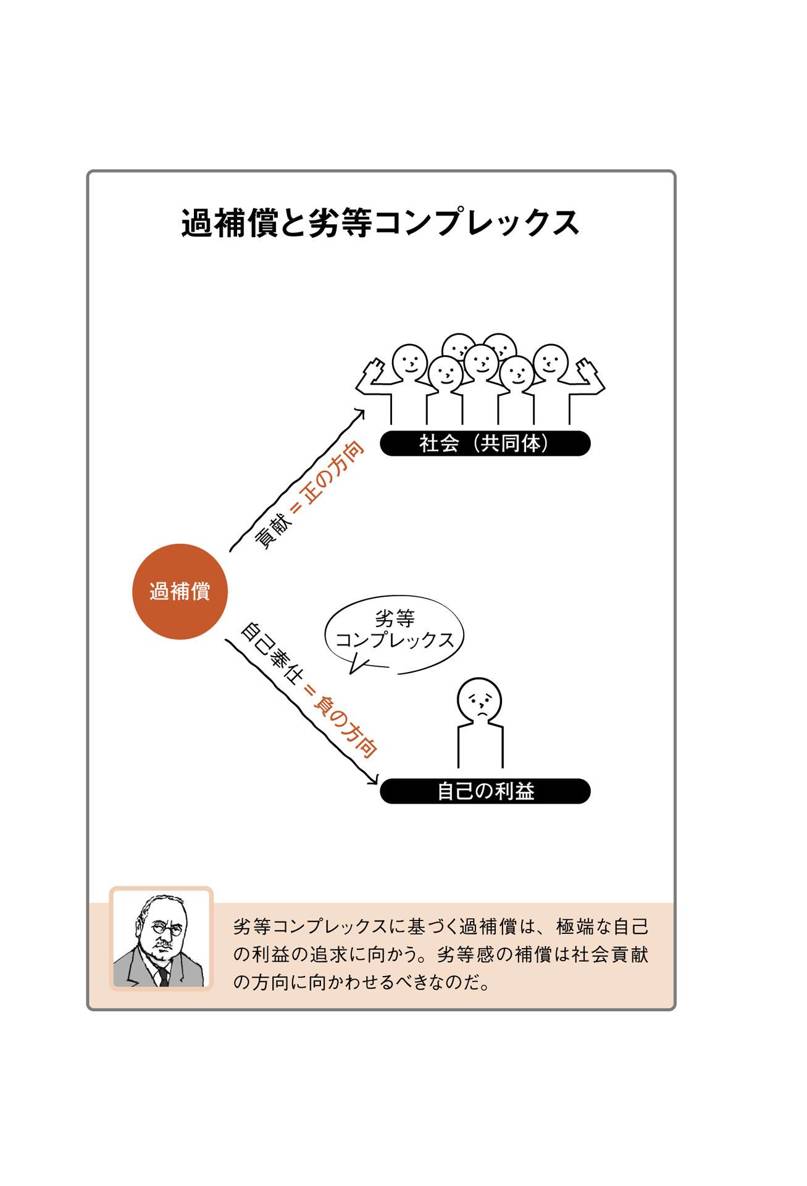 過補償と劣等コンプレックス
社会（共同体）
貢献＝正の方向
過補償
劣等
コンプレックス
自己奉仕＝負の方向
自己の利益
劣等コンプレックスに基づく過補償は、極端な自己
の利益の追求に向かう。劣等感の補償は社会貢献
の方向に向かわせるべきなのだ。